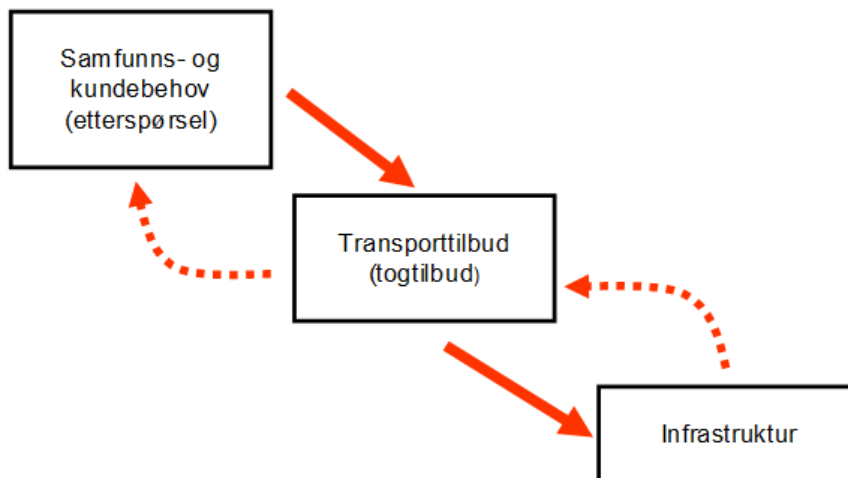 Samfunns- og
kundebehov
(etterspørsel)
Transporttilbud
(togtilbud)
Infrastruktur